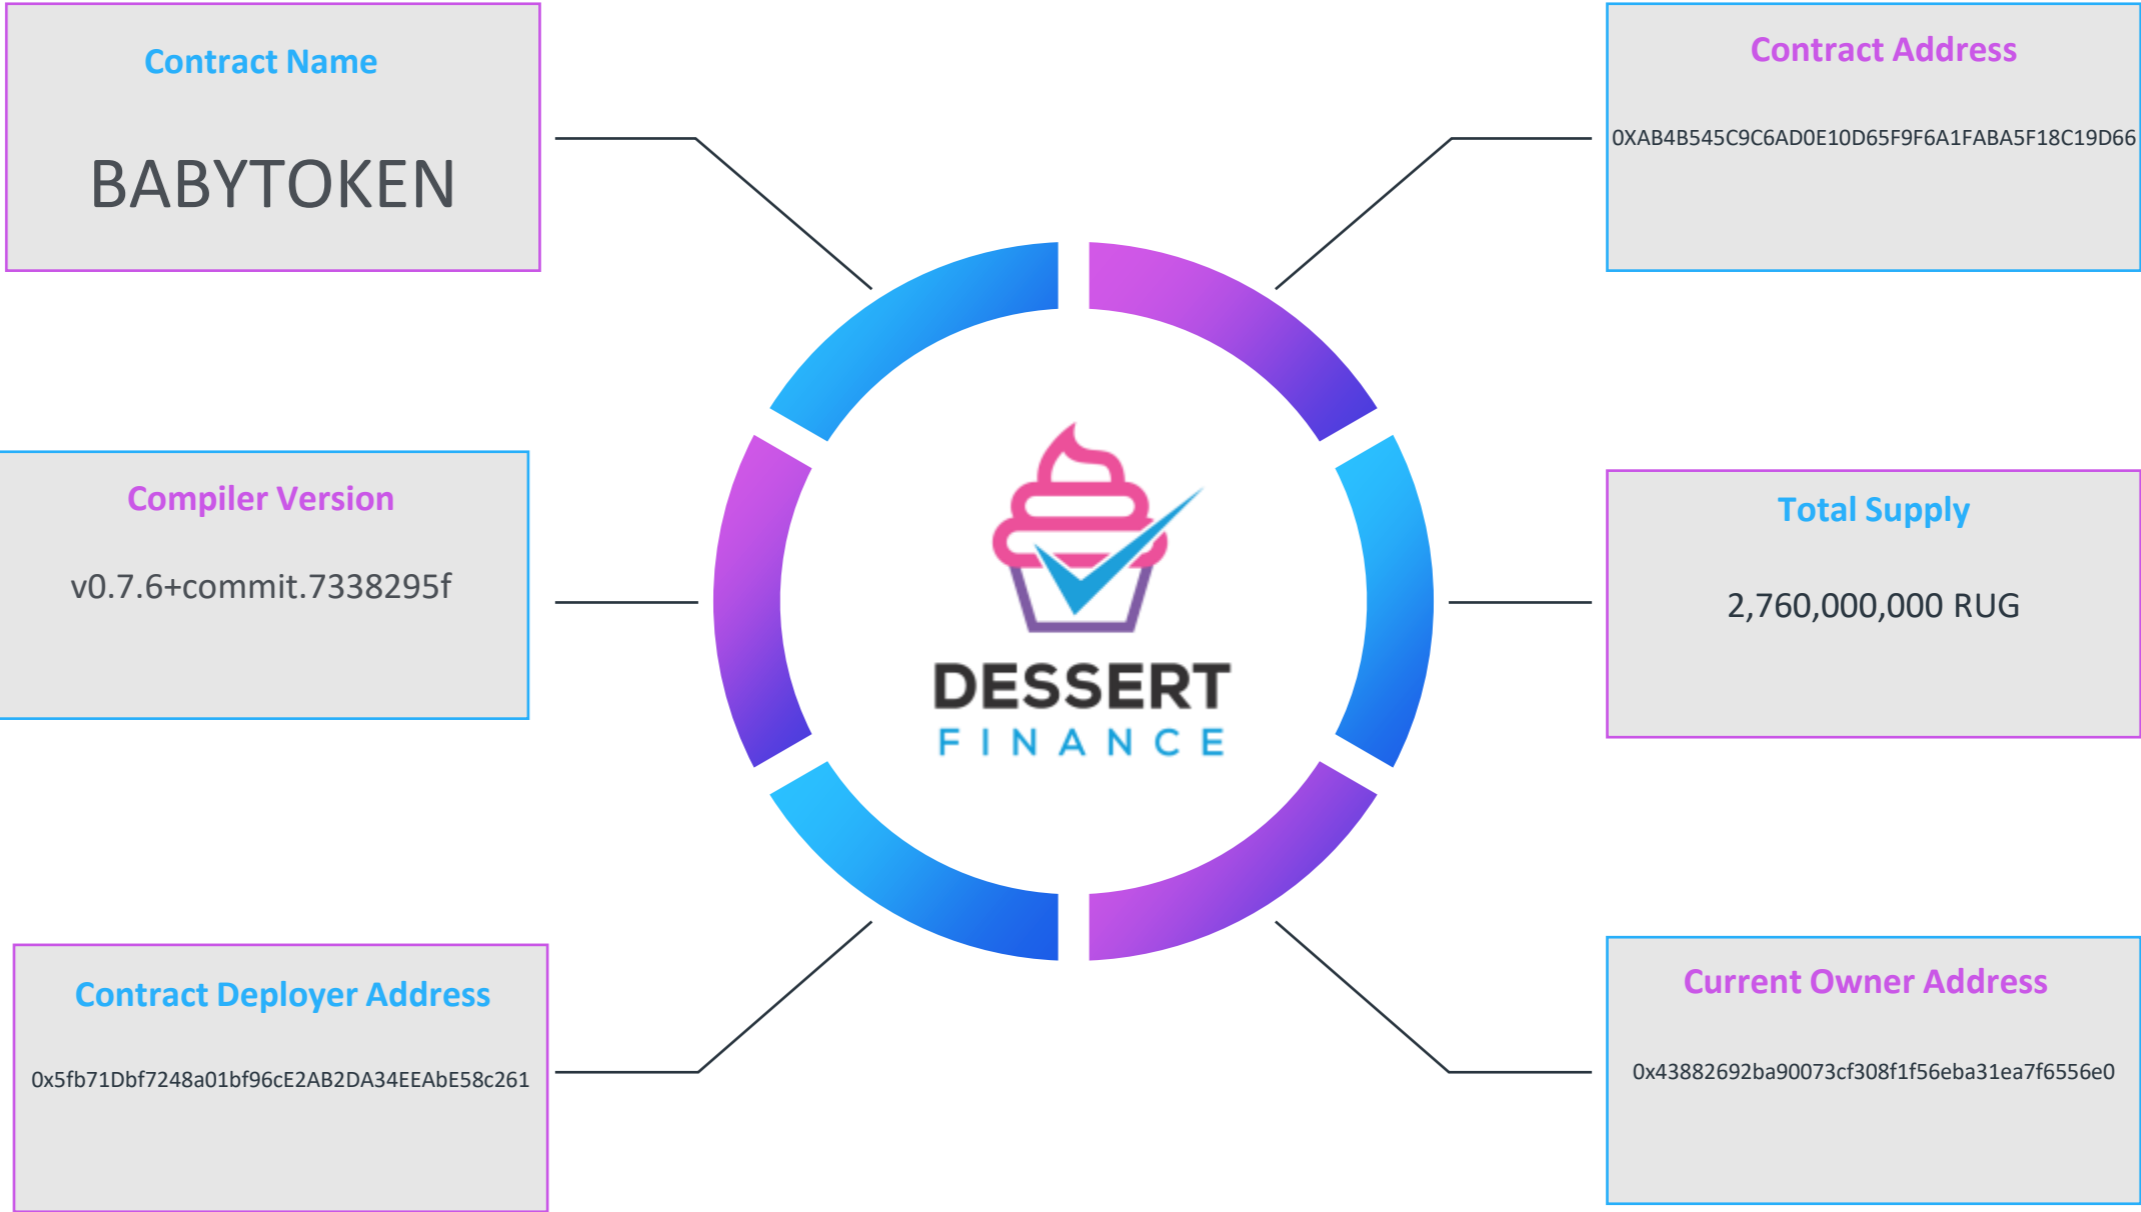 Contract Name
BABYTOKEN
Contract Address
0XAB4B545C9C6AD0E10D65F9F6A1FABA5F18C19D66
Compiler Version
v0.7.6+commit.7338295f
Total Supply
2,760,000,000 RUG
DESSERT
FINANCE
Contract Deployer Address
0x5fb71Dbf7248a01bf96cE2AB2DA34EEAbE58c261
Current Owner Address
0x43882692ba90073cf308f1f56eba31ea7f6556e0